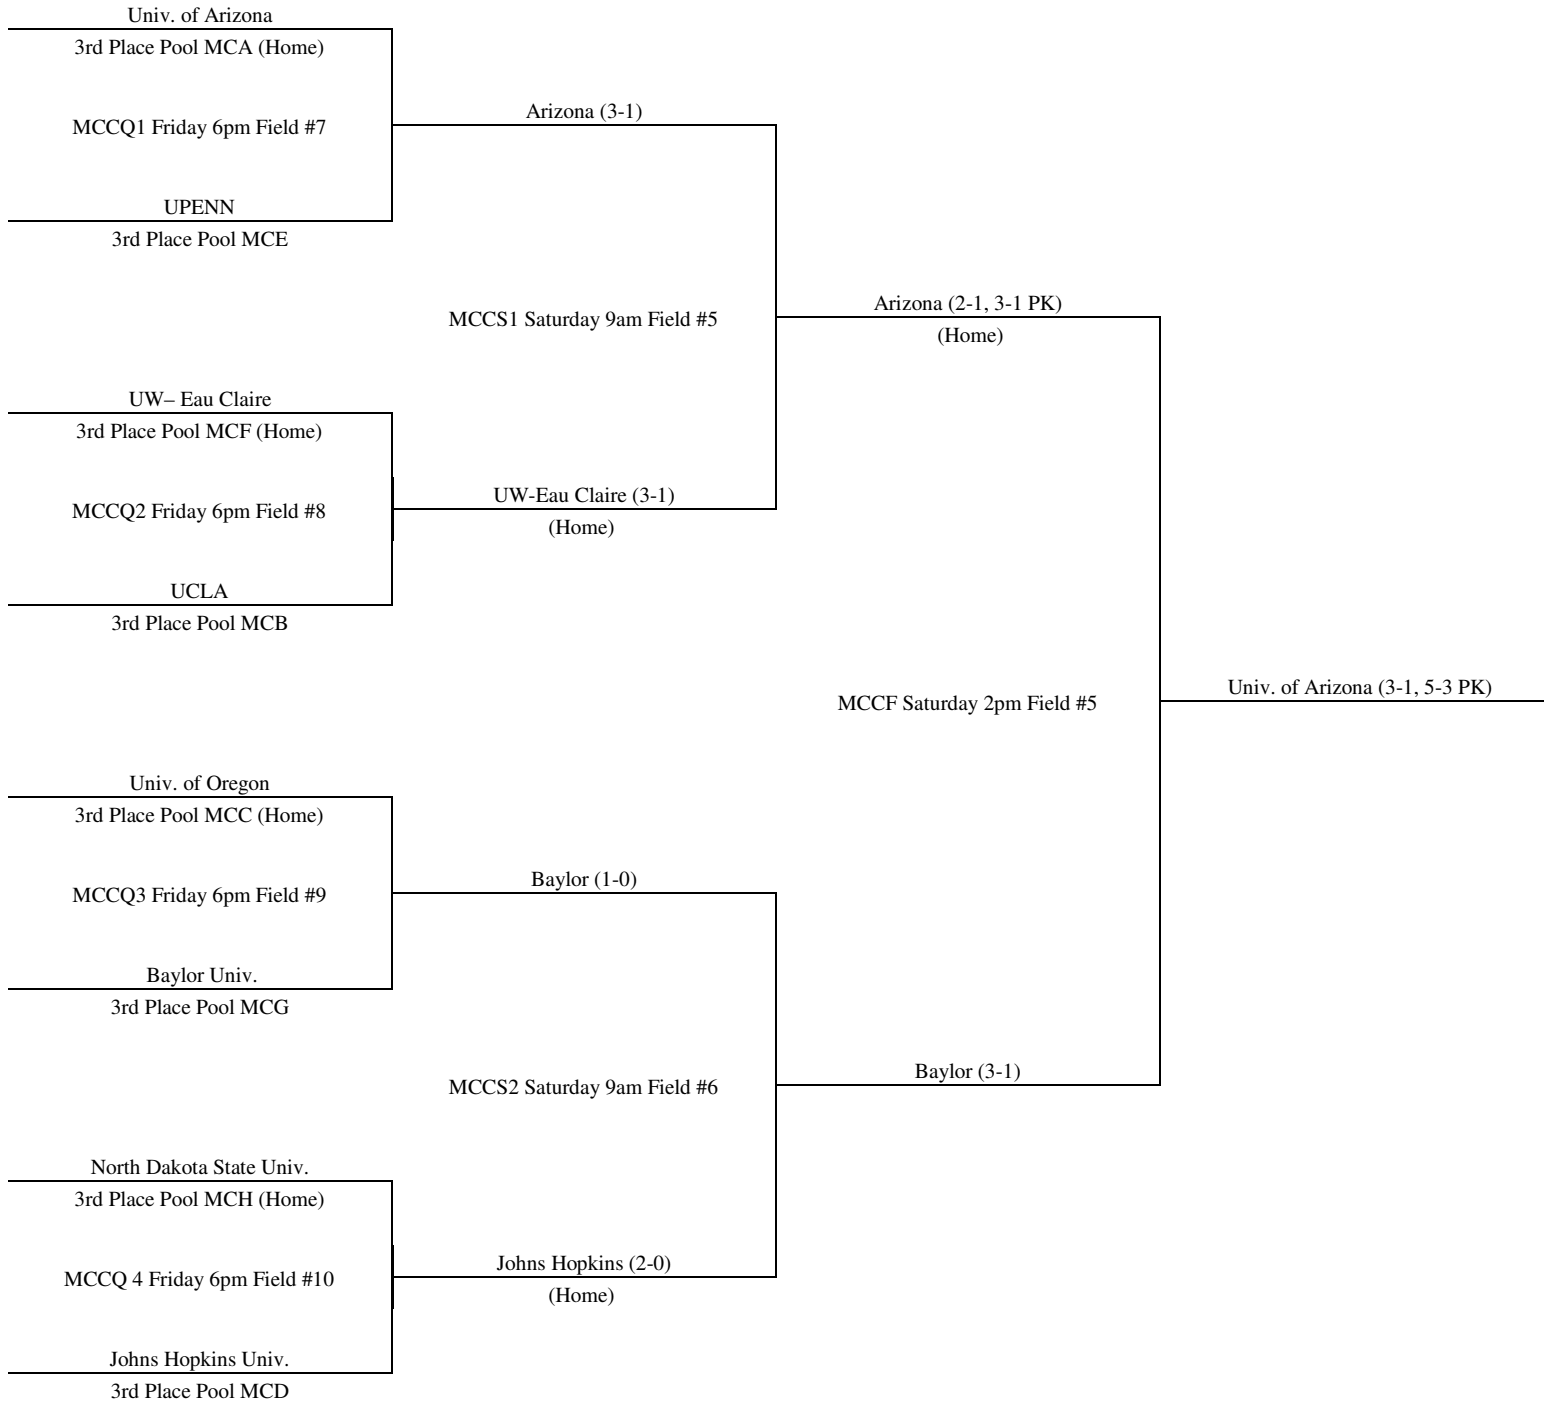 Univ. of Arizona
3rd Place Pool MCA (Home)
MCCQ1 Friday 6pm Field #7
Arizona (3-1)
UPENN
3rd Place Pool MCE
MCCS1 Saturday 9am Field #5
Arizona (2-1, 3-1 PK)
(Home)
UW– Eau Claire
3rd Place Pool MCF (Home)
MCCQ2 Friday 6pm Field #8
UW-Eau Claire (3-1)
(Home)
UCLA
3rd Place Pool MCB
MCCF Saturday 2pm Field #5
Univ. of Arizona (3-1, 5-3 PK)
Univ. of Oregon
3rd Place Pool MCC (Home)
MCCQ3 Friday 6pm Field #9
Baylor (1-0)
Baylor Univ.
3rd Place Pool MCG
MCCS2 Saturday 9am Field #6
Baylor (3-1)
North Dakota State Univ.
3rd Place Pool MCH (Home)
MCCQ 4 Friday 6pm Field #10
Johns Hopkins (2-0)
(Home)
Johns Hopkins Univ.
3rd Place Pool MCD